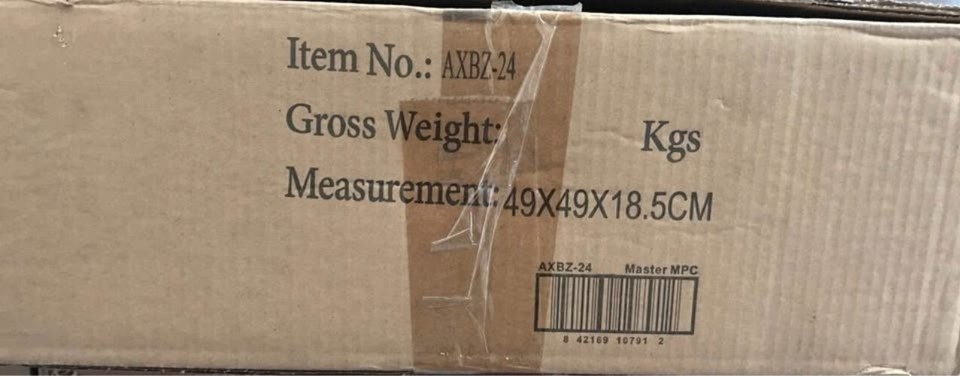 Item No.: AXBZ-24
Gross Weight: Kgs
Measurement: 49X49X18.5CM
AXBZ-24 Master MPC
8 42169 10791 2